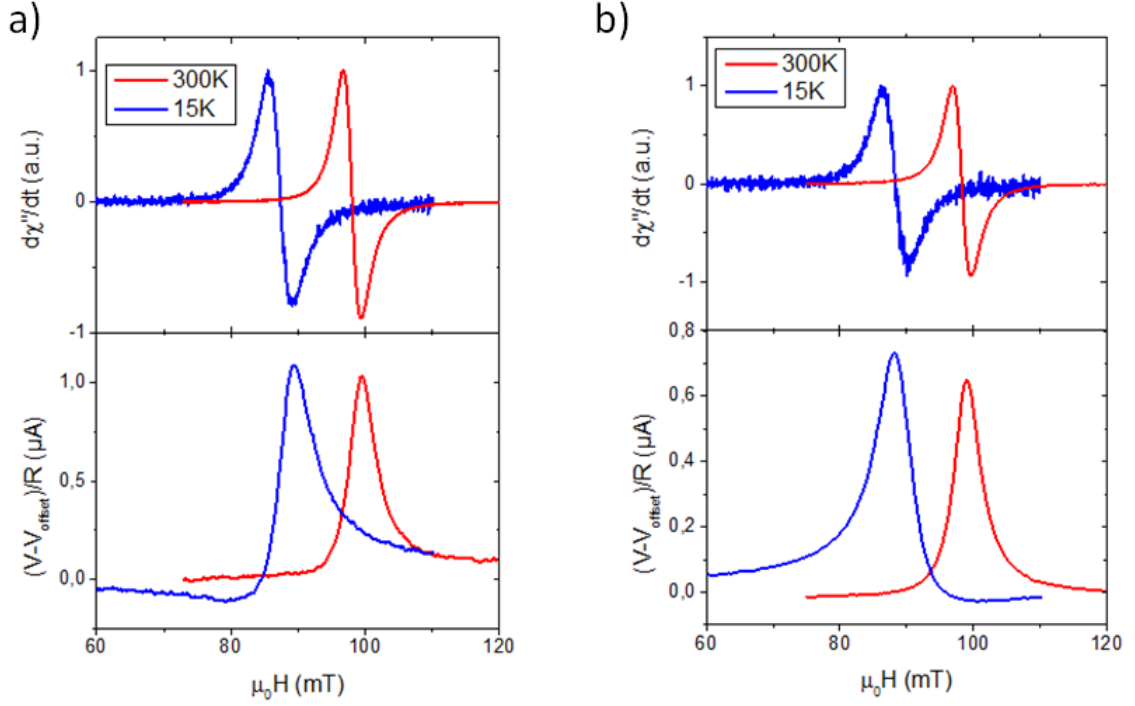 a)
300K
15K
dχ''/dt (a.u.)
1
0
-1
(V-Voffset)/R (µA)
1,0
0,5
0,0
60
80
100
120
µ0H (mT)
b)
300K
15K
dχ''/dt (a.u.)
1
0
-1
(V-Voffset)/R (µA)
0,8
0,6
0,4
0,2
0,0
60
80
100
120
µ0H (mT)